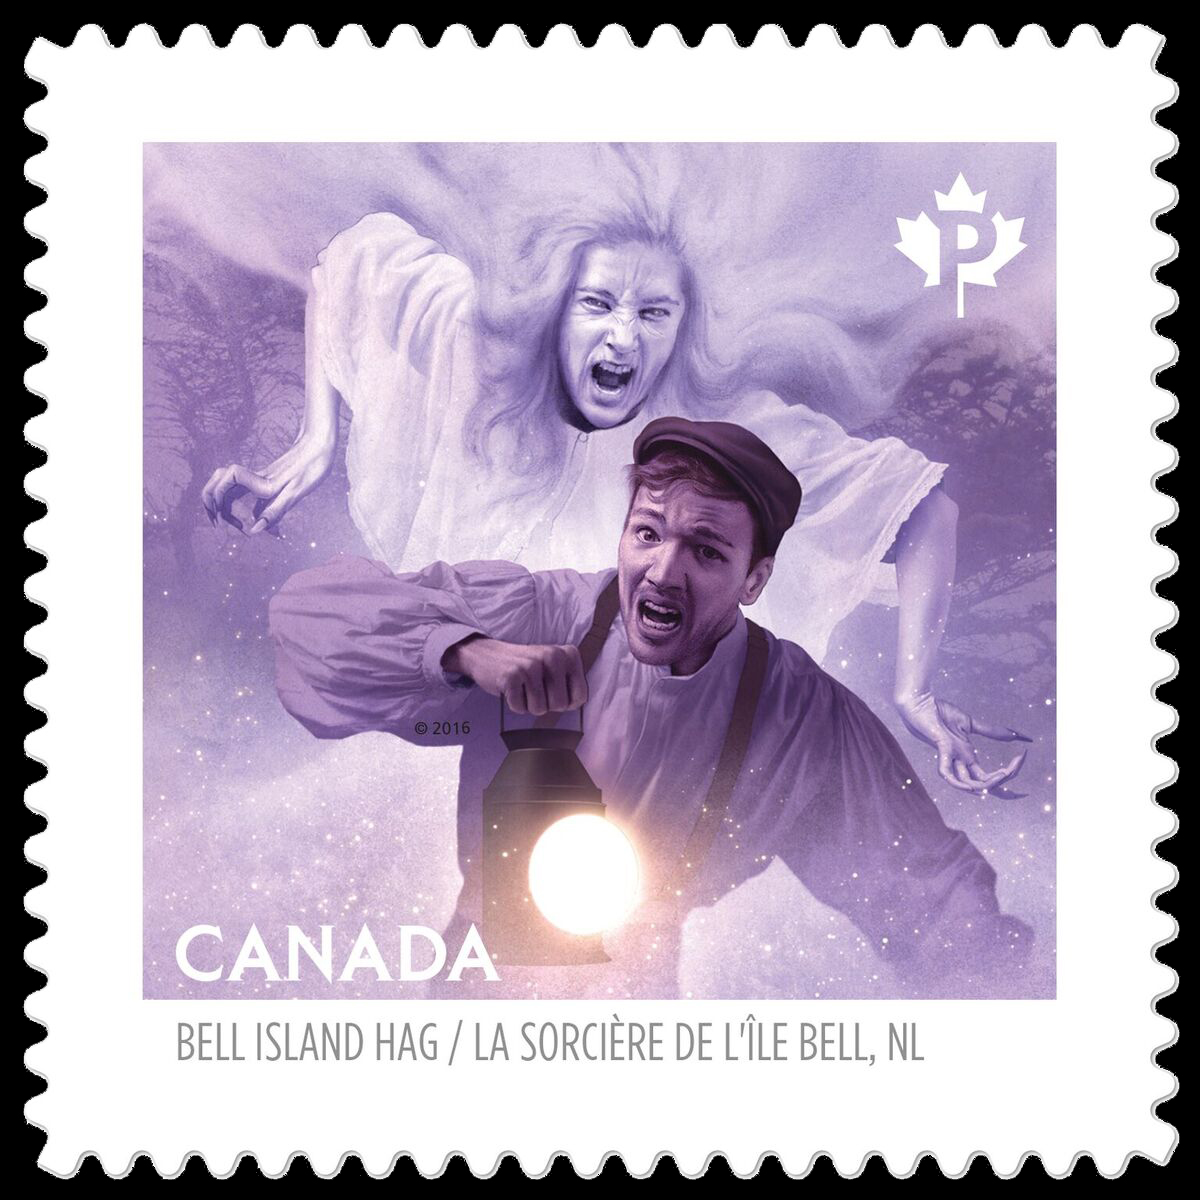 P
© 2016
CANADA
BELL ISLAND HAG / LA SORCIÈRE DE L'ÎLE BELL, NL